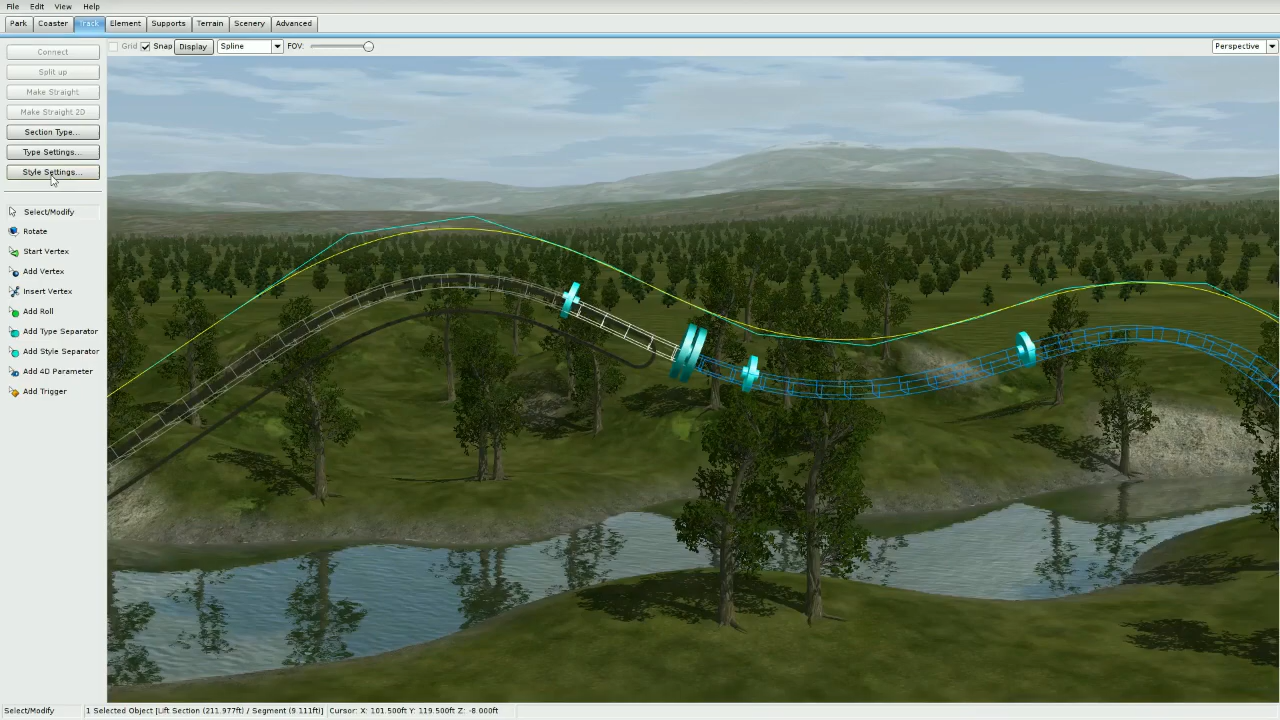 File Edit View Help
Park Coaster Track Element Supports Terrain Scenery Advanced
Grid Snap Display Spline FOV: Perspective
Connect
Split up
Make Straight
Make Straight 2D
Section Type...
Type Settings...
Style Settings...
Select/Modify
Rotate
Start Vertex
Add Vertex
Insert Vertex
Add Roll
Add Type Separator
Add Style Separator
Add 4D Parameter
Add Trigger
Select/Modify 1 Selected Object [Lift Section (211.977ft) / Segment (9.111ft)] Cursor: X: 101.500ft Y: 119.500ft Z: -8.000ft